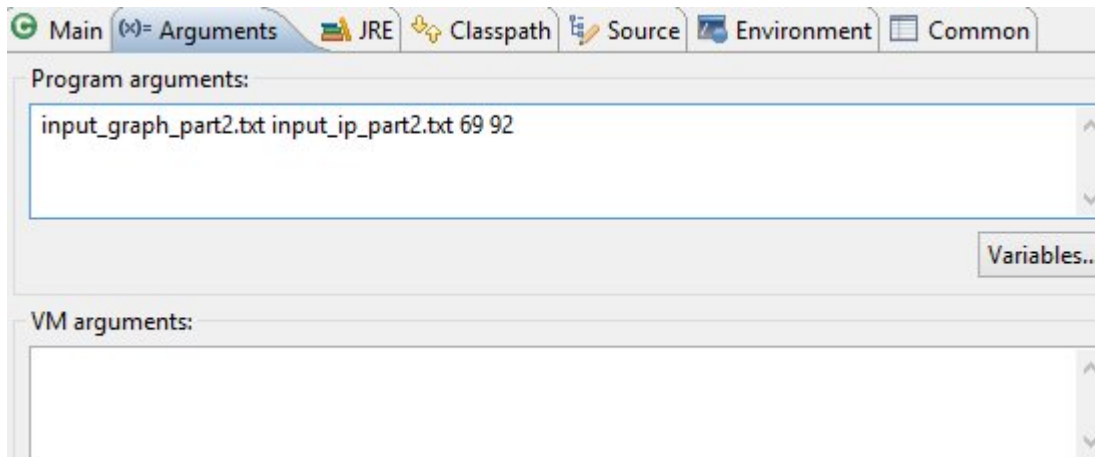 Main (x)= Arguments JRE Classpath Source Environment Common
Program arguments:
input_graph_part2.txt input_ip_part2.txt 69 92
Variables..
VM arguments: